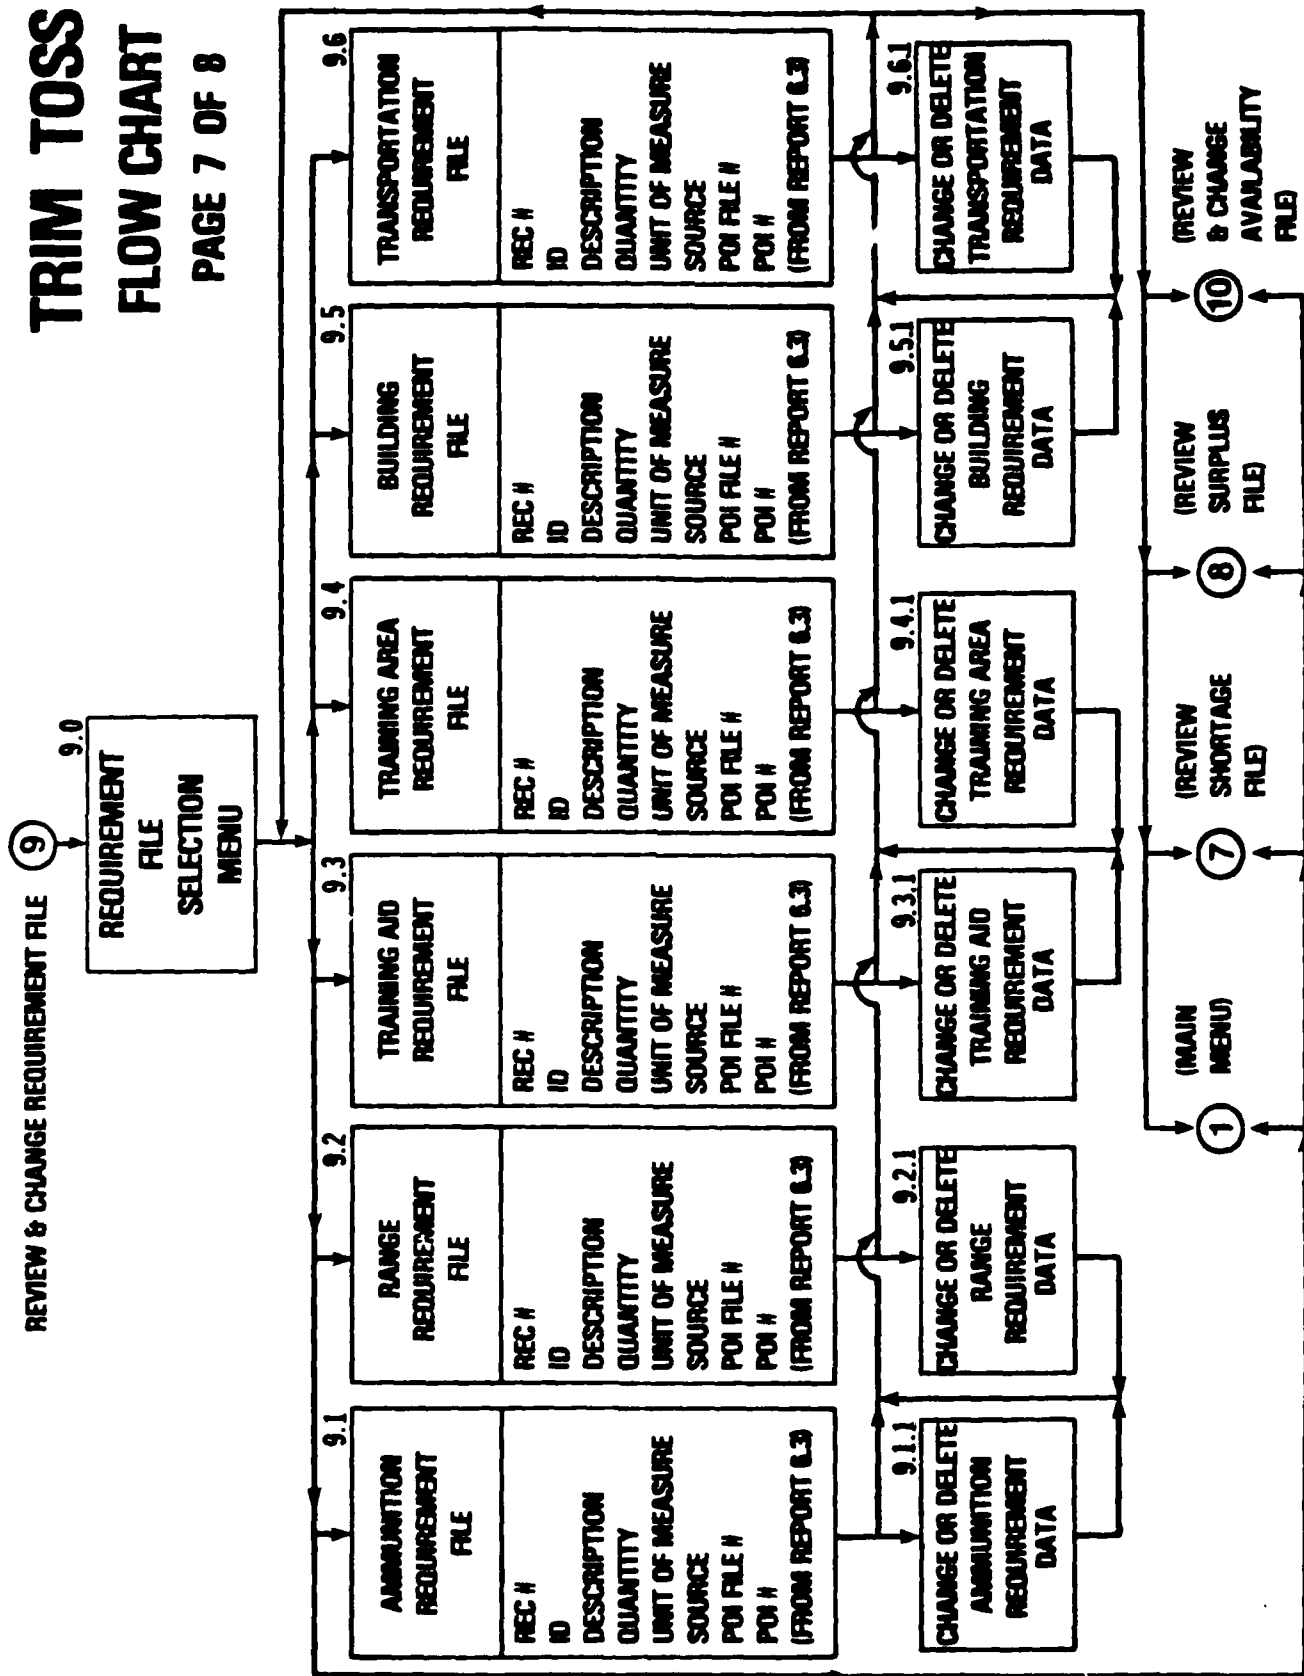 TRIM TOSS
FLOW CHART
PAGE 7 OF 8
REVIEW & CHANGE REQUIREMENT FILE
9
9.0
REQUIREMENT
FILE
SELECTION
MENU
9.1
AMMUNITION
REQUIREMENT
FILE
REC #
ID
DESCRIPTION
QUANTITY
UNIT OF MEASURE
SOURCE
POI FILE #
POI #
(FROM REPORT 6.3)
9.2
RANGE
REQUIREMENT
FILE
REC #
ID
DESCRIPTION
QUANTITY
UNIT OF MEASURE
SOURCE
POI FILE #
POI #
(FROM REPORT 6.3)
9.3
TRAINING AID
REQUIREMENT
FILE
REC #
ID
DESCRIPTION
QUANTITY
UNIT OF MEASURE
SOURCE
POI FILE #
POI #
(FROM REPORT 6.3)
9.4
TRAINING AREA
REQUIREMENT
FILE
REC #
ID
DESCRIPTION
QUANTITY
UNIT OF MEASURE
SOURCE
POI FILE #
POI #
(FROM REPORT 6.3)
9.5
BUILDING
REQUIREMENT
FILE
REC #
ID
DESCRIPTION
QUANTITY
UNIT OF MEASURE
SOURCE
POI FILE #
POI #
(FROM REPORT 6.3)
9.6
TRANSPORTATION
REQUIREMENT
FILE
REC #
ID
DESCRIPTION
QUANTITY
UNIT OF MEASURE
SOURCE
POI FILE #
POI #
(FROM REPORT 6.3)
9.1.1
CHANGE OR DELETE
AMMUNITION
REQUIREMENT
DATA
9.2.1
CHANGE OR DELETE
RANGE
REQUIREMENT
DATA
9.3.1
CHANGE OR DELETE
TRAINING AID
REQUIREMENT
DATA
9.4.1
CHANGE OR DELETE
TRAINING AREA
REQUIREMENT
DATA
9.5.1
CHANGE OR DELETE
BUILDING
REQUIREMENT
DATA
9.6.1
CHANGE OR DELETE
TRANSPORTATION
REQUIREMENT
DATA
1
(MAIN
MENU)
7
(REVIEW
SHORTAGE
FILE)
8
(REVIEW
SURPLUS
FILE)
10
(REVIEW
& CHANGE
AVAILABILITY
FILE)